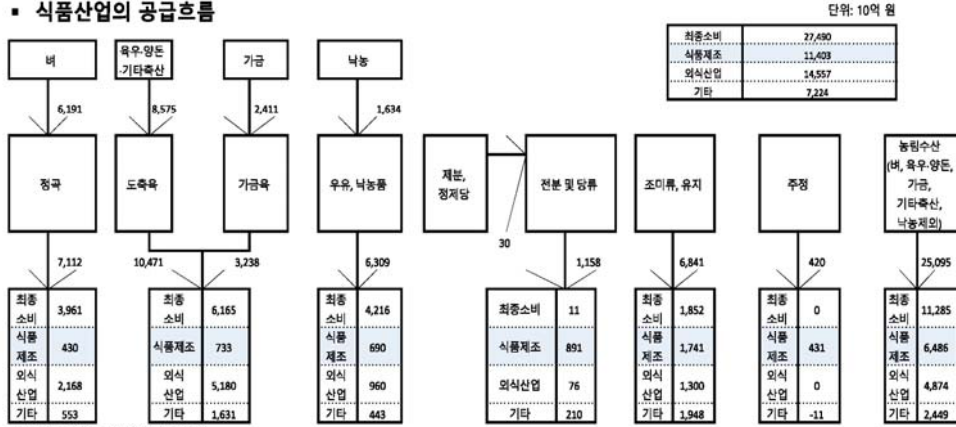 ▪ 식품산업의 공급흐름
단위: 10억 원
최종소비 27,490
식품제조 11,403
외식산업 14,557
기타 7,224
벼
육우·양돈
·기타축산
가금
낙농
6,191
8,575
2,411
1,634
정곡
도축육
가금육
우유, 낙농품
제분,
정제당
전분 및 당류
조미류, 유지
주정
농림수산
(벼, 육우·양돈,
가금,
기타축산,
낙농제외)
30
7,112
10,471
3,238
6,309
1,158
6,841
420
25,095
최종
소비 3,961
식품
제조 430
외식
산업 2,168
기타 553
최종
소비 6,165
식품제조 733
외식
산업 5,180
기타 1,631
최종
소비 4,216
식품
제조 690
외식
산업 960
기타 443
최종소비 11
식품제조 891
외식산업 76
기타 210
최종
소비 1,852
식품
제조 1,741
외식
산업 1,300
기타 1,948
최종
소비 0
식품
제조 431
외식
산업 0
기타 -11
최종
소비 11,285
식품
제조 6,486
외식
산업 4,874
기타 2,449